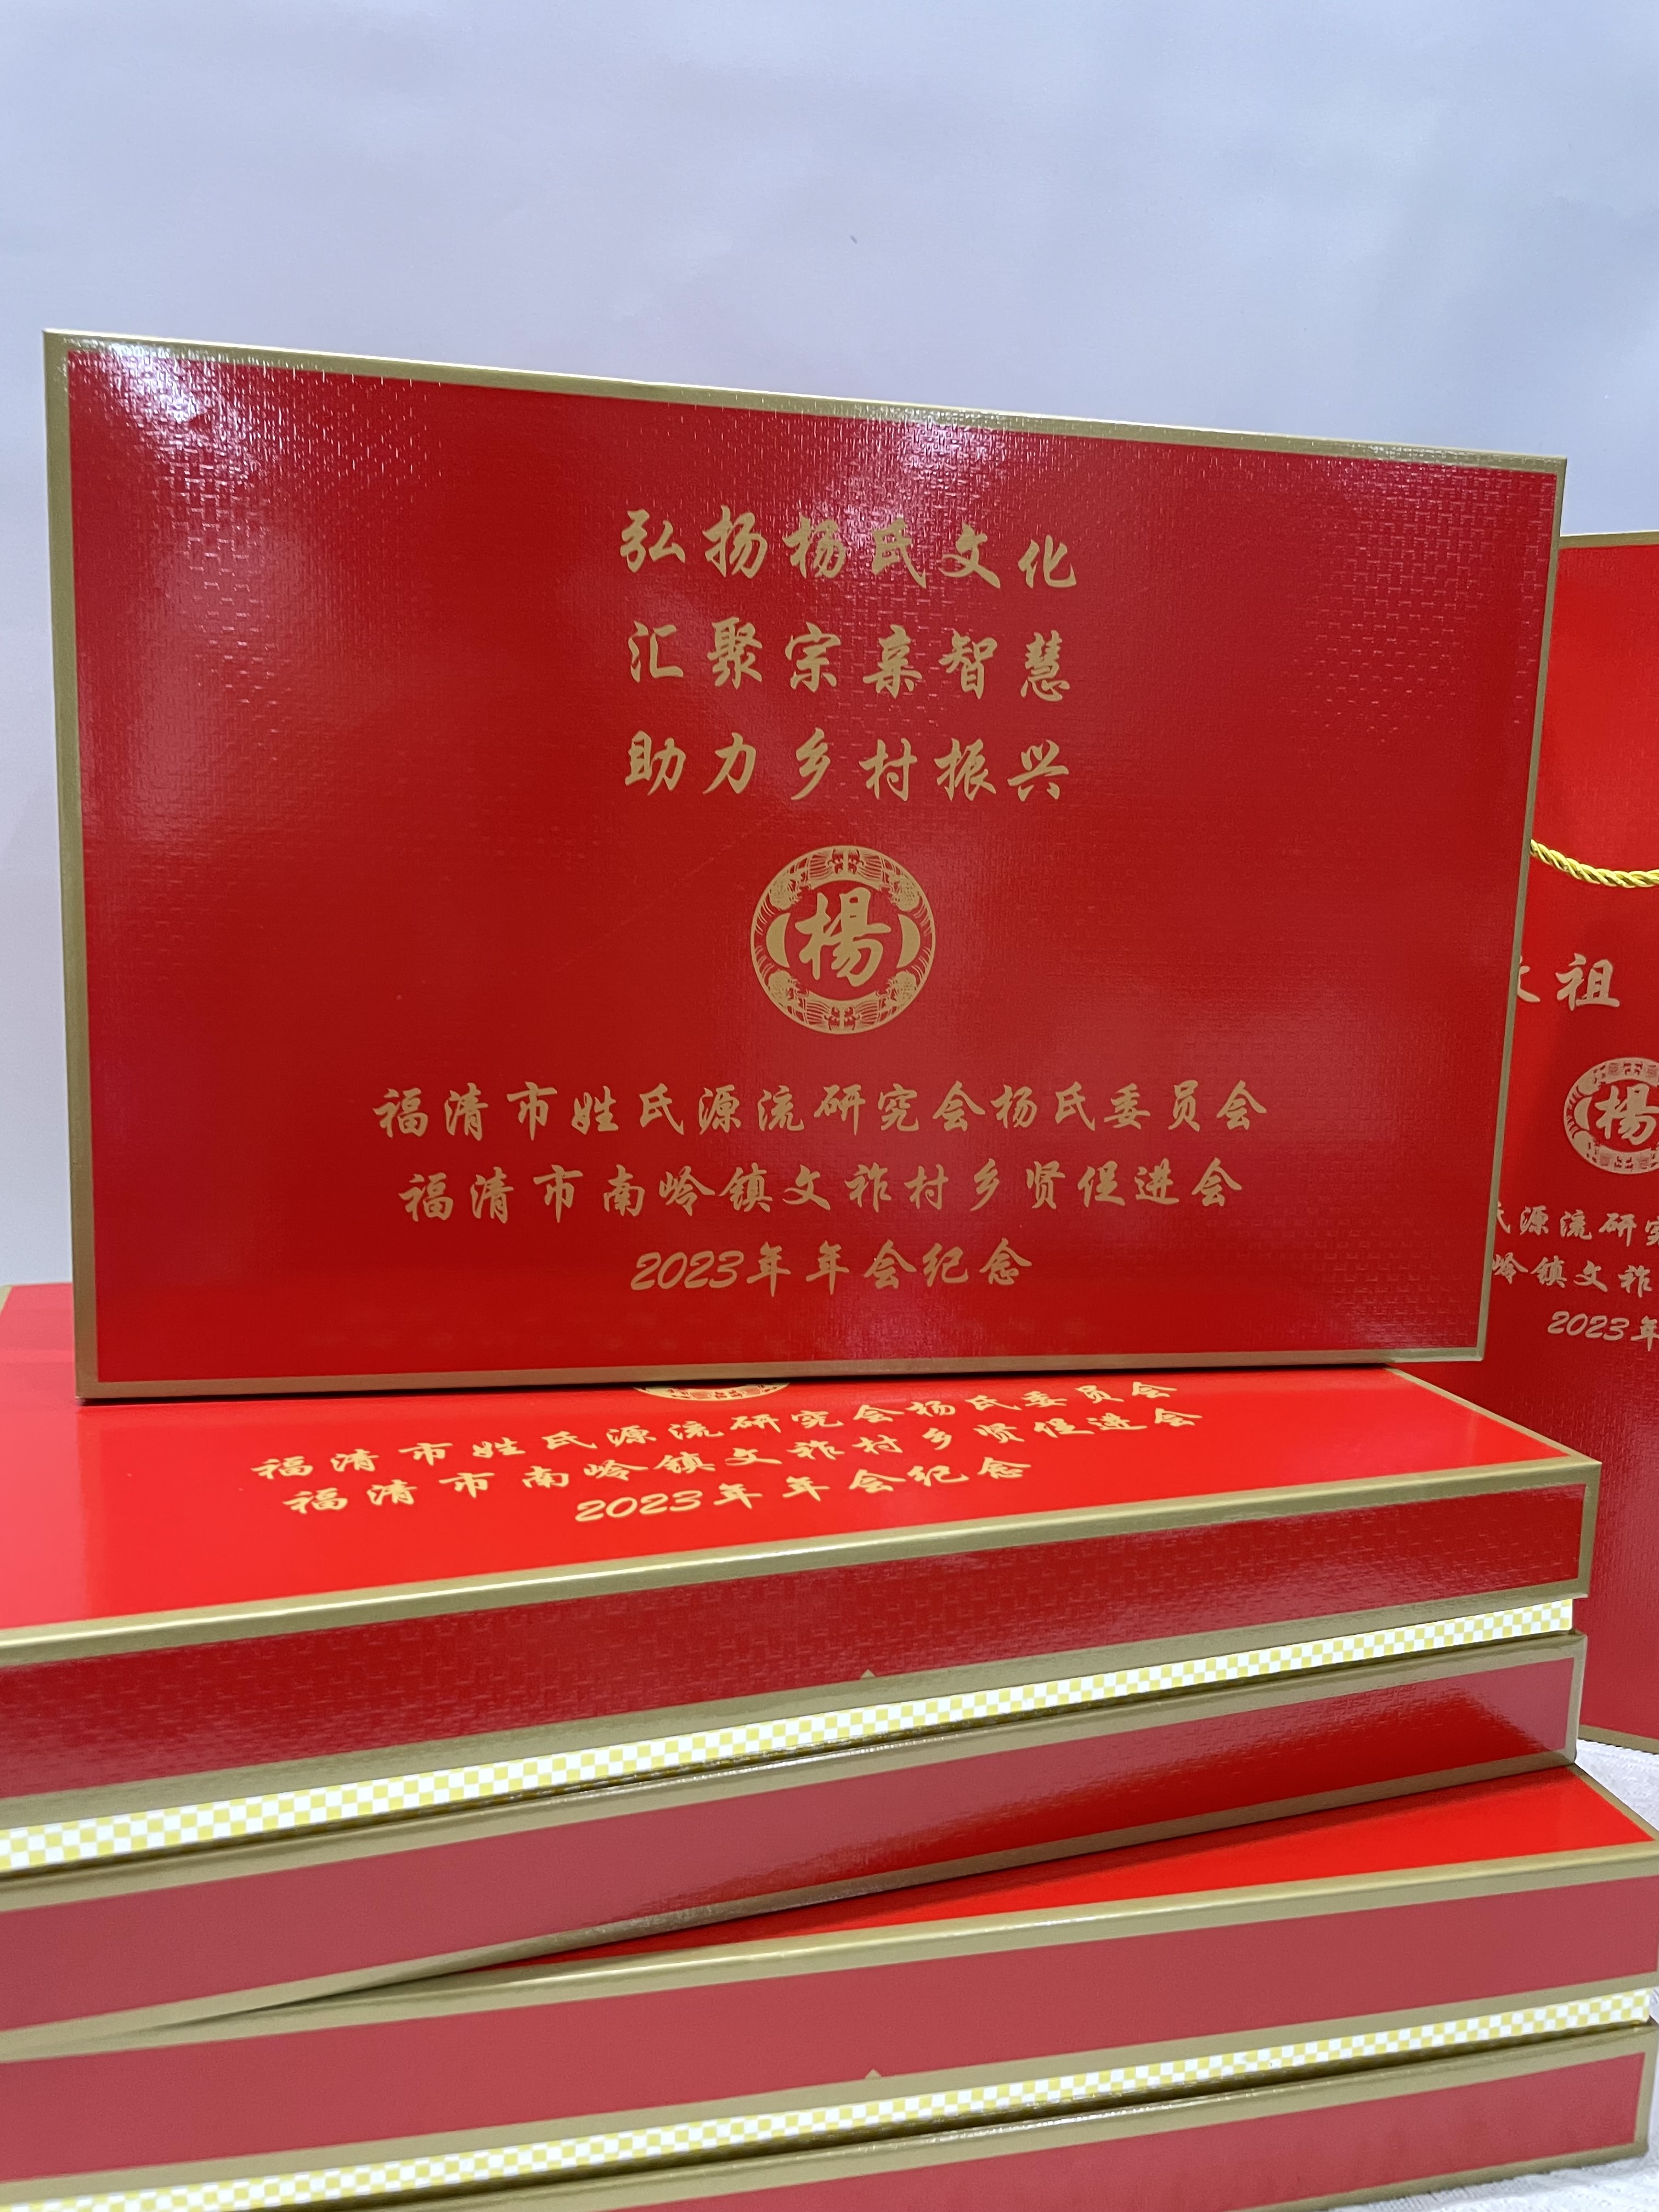 弘扬杨氏文化
汇聚宗亲智慧
助力乡村振兴
楊
福清市姓氏源流研究会杨氏委员会
福清市南岭镇文祚村乡贤促进会
2023年年会纪念
福清市姓氏源流研究会杨氏委员会
福清市南岭镇文祚村乡贤促进会
2023年年会纪念
祖
楊
氏源流研究
岭镇文祚
2023年